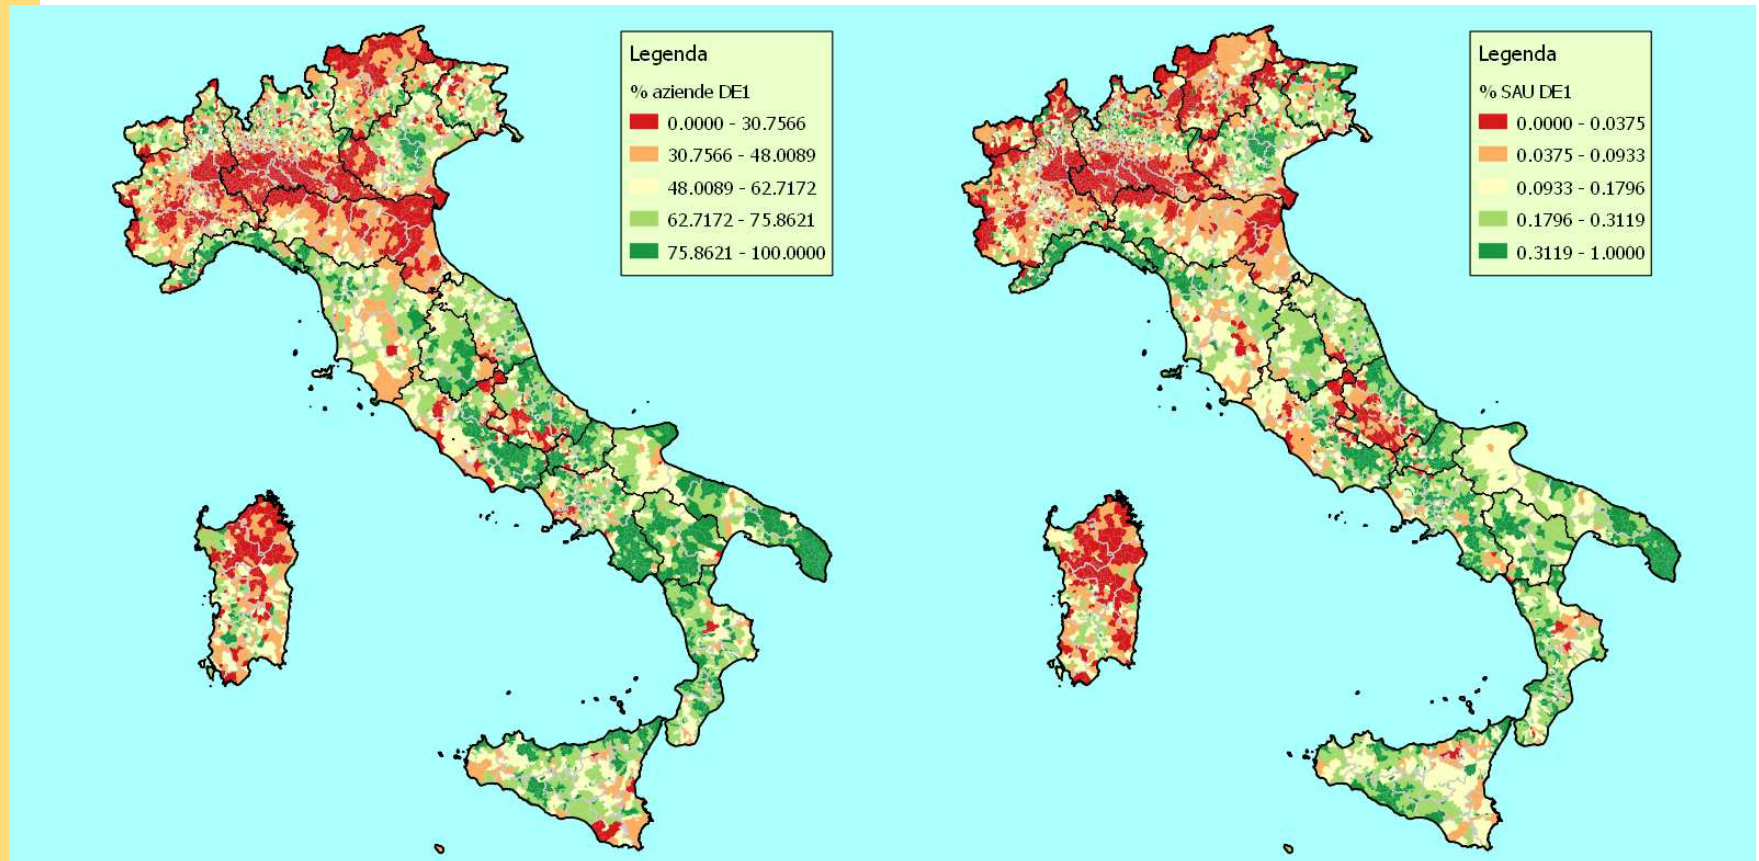 Legenda
% aziende DE1
0.0000 - 30.7566
30.7566 - 48.0089
48.0089 - 62.7172
62.7172 - 75.8621
75.8621 - 100.0000
Legenda
% SAU DE1
0.0000 - 0.0375
0.0375 - 0.0933
0.0933 - 0.1796
0.1796 - 0.3119
0.3119 - 1.0000